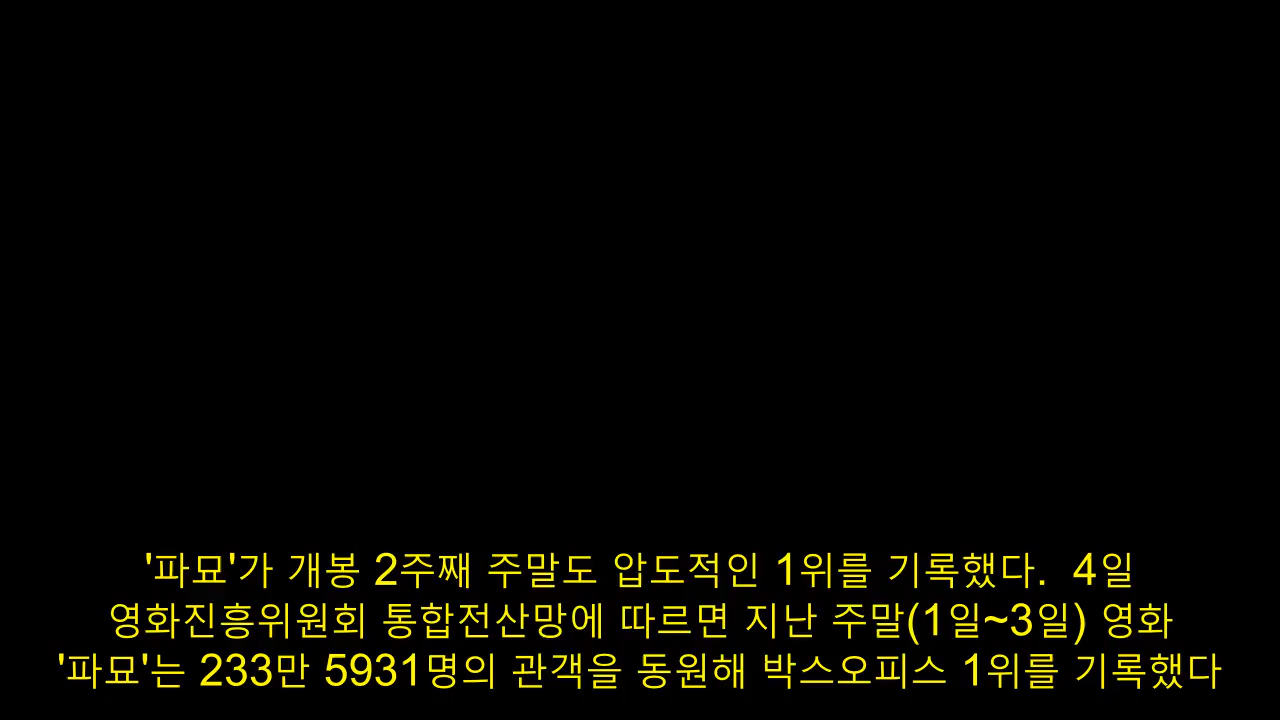 '파묘'가 개봉 2주째 주말도 압도적인 1위를 기록했다.  4일
영화진흥위원회 통합전산망에 따르면 지난 주말(1일~3일) 영화
'파묘'는 233만 5931명의 관객을 동원해 박스오피스 1위를 기록했다